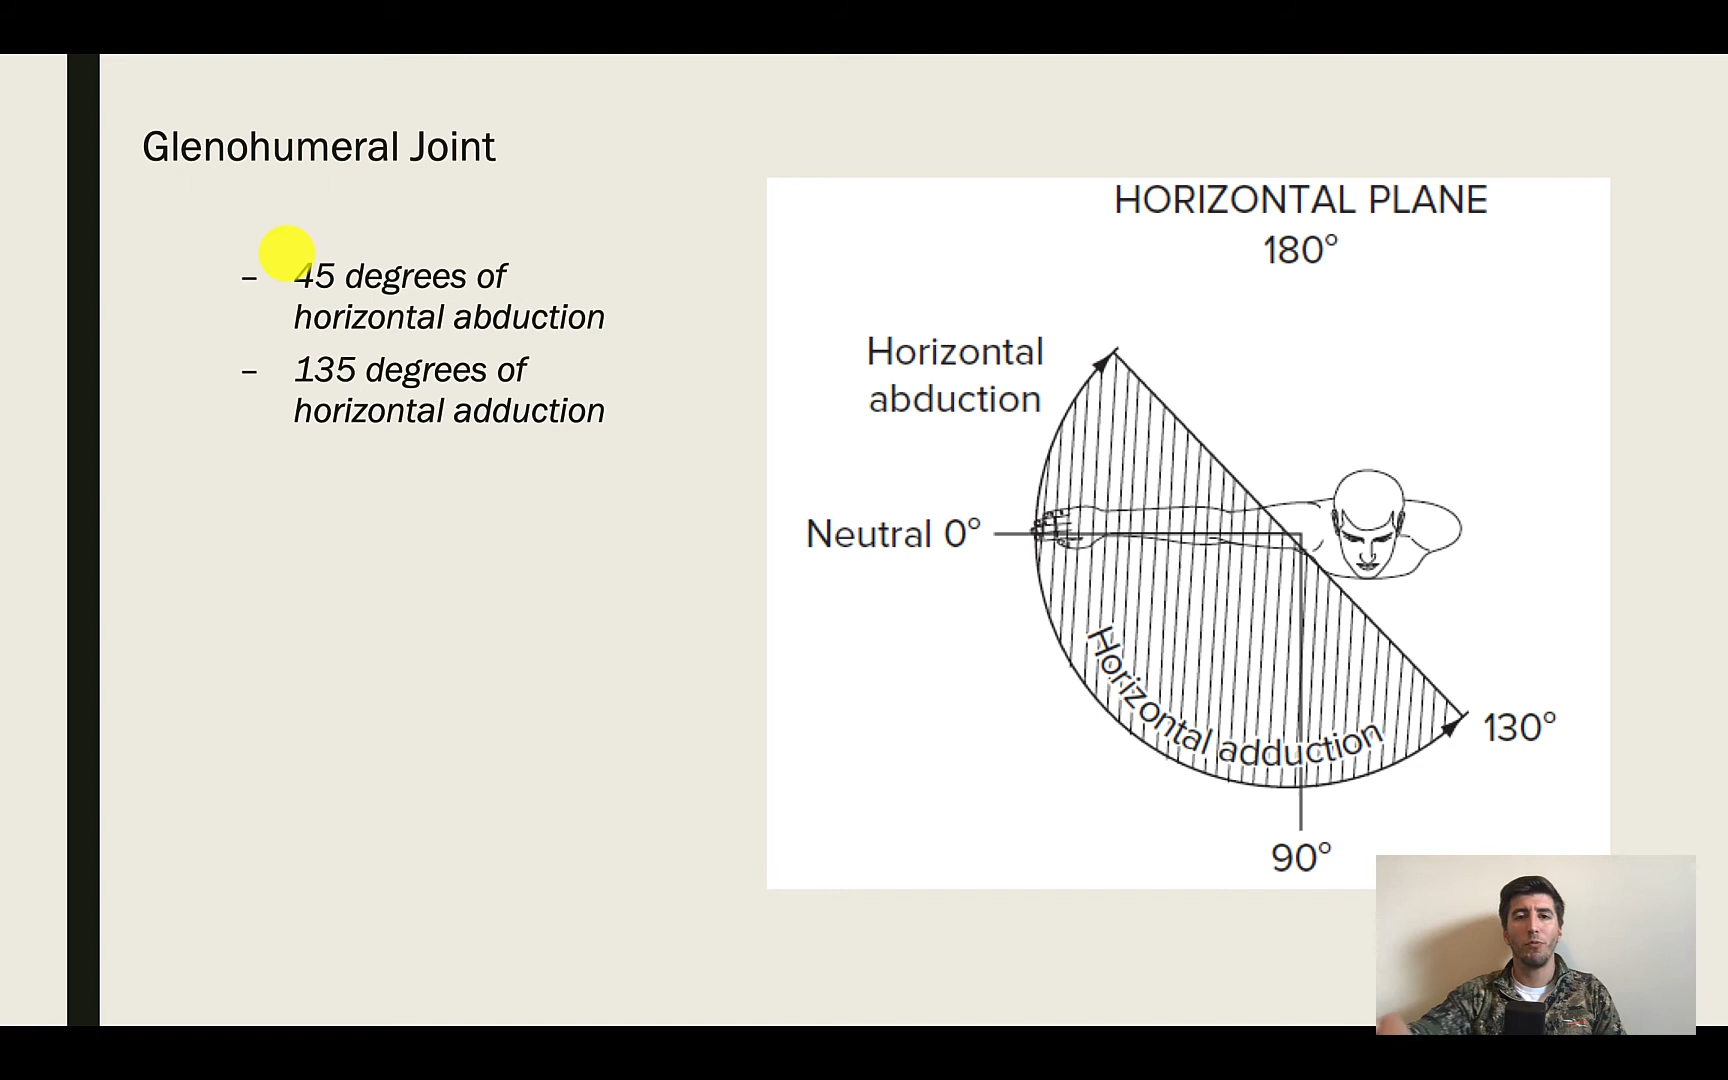 Glenohumeral Joint
– 45 degrees of
horizontal abduction
– 135 degrees of
horizontal adduction
HORIZONTAL PLANE
180°
Horizontal
abduction
Neutral 0°
Horizontal adduction
130°
90°